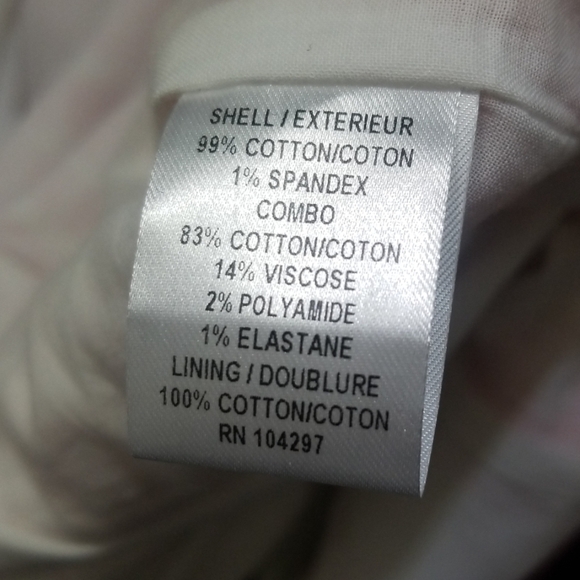 SHELL / EXTERIEUR
99% COTTON/COTON
1% SPANDEX
COMBO
83% COTTON/COTON
14% VISCOSE
2% POLYAMIDE
1% ELASTANE
LINING / DOUBLURE
100% COTTON/COTON
RN 104297